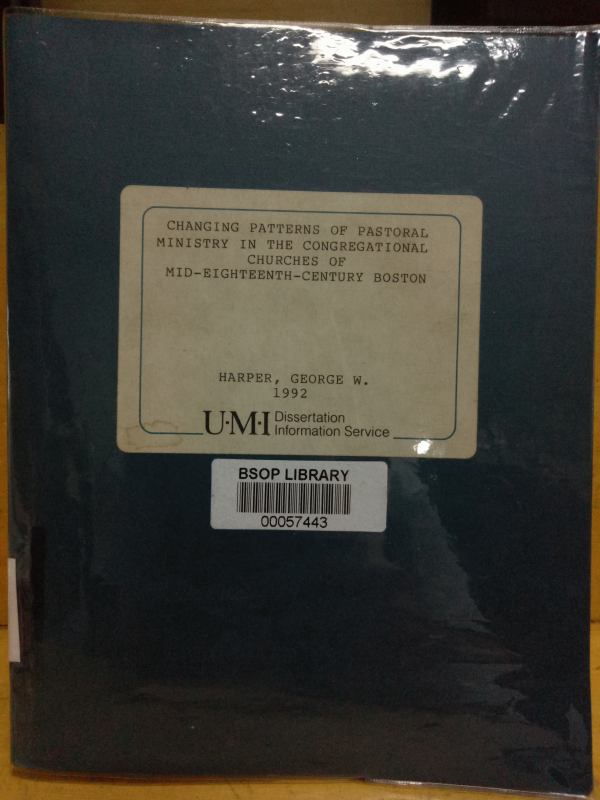 CHANGING PATTERNS OF PASTORAL
MINISTRY IN THE CONGREGATIONAL
CHURCHES OF
MID-EIGHTEENTH-CENTURY BOSTON
HARPER, GEORGE W.
1992
U·M·I Dissertation
Information Service
BSOP LIBRARY
00057443